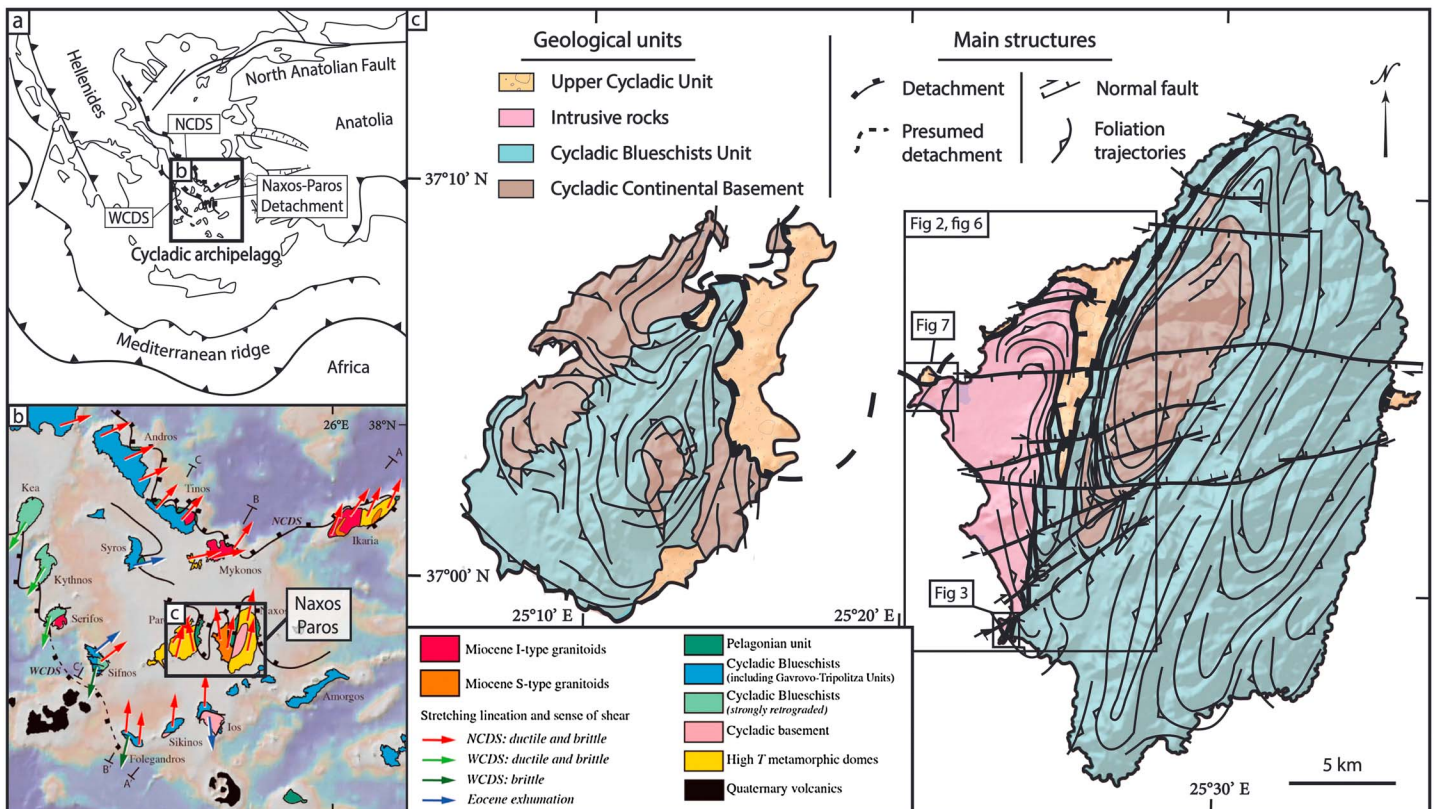 a
Hellenides
North Anatolian Fault
NCDS
Anatolia
b
Naxos-Paros
Detachment
WCDS
Cycladic archipelago
Mediterranean ridge
Africa
b
26°E
38°N
Andros
C
A
Tinos
Kea
B
NCDS
Ikaria
Syros
Mykonos
Kythnos
c
Naxos
Paros
Serifos
WCDS
C'
Sifnos
Amorgos
Ios
Sikinos
Folegandros
B'
A'
c
Geological units
Upper Cycladic Unit
Intrusive rocks
Cycladic Blueschists Unit
Cycladic Continental Basement
Main structures
Detachment
Presumed
detachment
Normal fault
Foliation
trajectories
N
37°10' N
Fig 2, fig 6
Fig 7
37°00' N
25°10' E
25°20' E
Fig 3
25°30' E
5 km
Miocene I-type granitoids
Miocene S-type granitoids
Stretching lineation and sense of shear
NCDS: ductile and brittle
WCDS: ductile and brittle
WCDS: brittle
Eocene exhumation
Pelagonian unit
Cycladic Blueschists
(including Gavrovo-Tripolitza Units)
Cycladic Blueschists
(strongly retrograded)
Cycladic basement
High T metamorphic domes
Quaternary volcanics